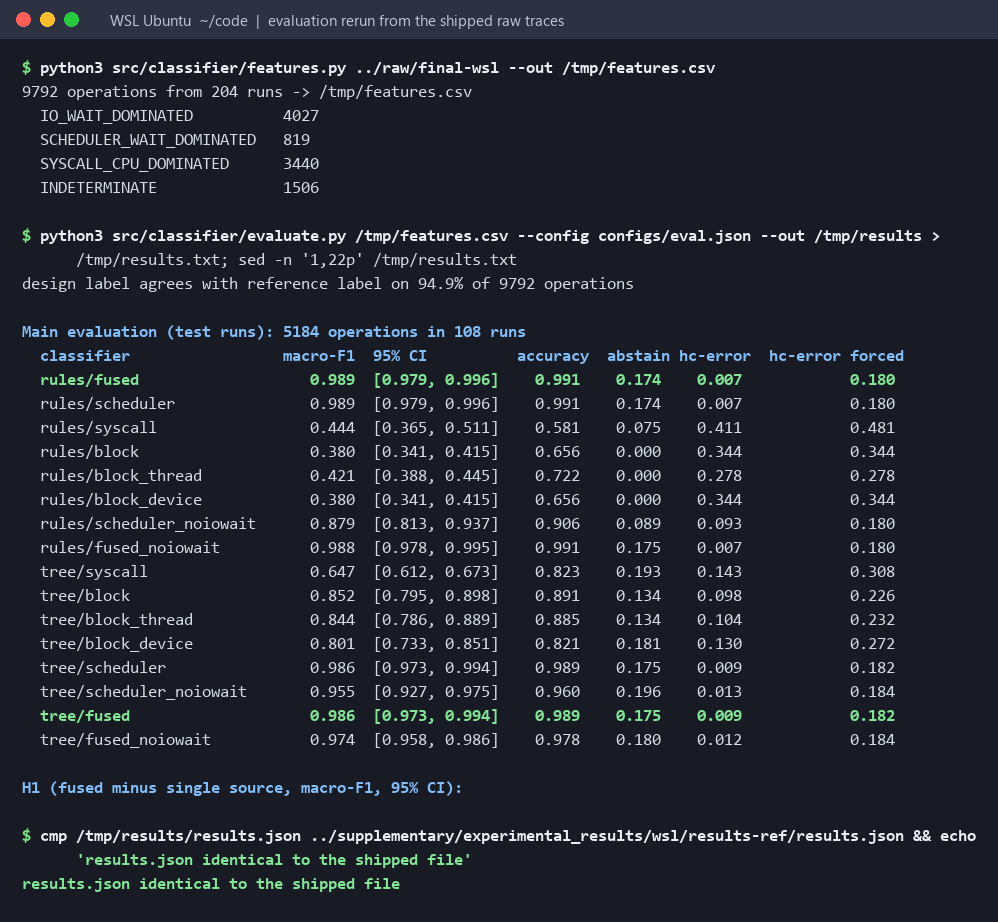 WSL Ubuntu  ~/code  |  evaluation rerun from the shipped raw traces
$ python3 src/classifier/features.py ../raw/final-wsl --out /tmp/features.csv
9792 operations from 204 runs -> /tmp/features.csv
  IO_WAIT_DOMINATED          4027
  SCHEDULER_WAIT_DOMINATED   819
  SYSCALL_CPU_DOMINATED      3440
  INDETERMINATE              1506
$ python3 src/classifier/evaluate.py /tmp/features.csv --config configs/eval.json --out /tmp/results >
      /tmp/results.txt; sed -n '1,22p' /tmp/results.txt
design label agrees with reference label on 94.9% of 9792 operations
Main evaluation (test runs): 5184 operations in 108 runs
  classifier                 macro-F1  95% CI          accuracy  abstain hc-error  hc-error forced
  rules/fused                   0.989  [0.979, 0.996]    0.991    0.174    0.007            0.180
  rules/scheduler               0.989  [0.979, 0.996]    0.991    0.174    0.007            0.180
  rules/syscall                 0.444  [0.365, 0.511]    0.581    0.075    0.411            0.481
  rules/block                   0.380  [0.341, 0.415]    0.656    0.000    0.344            0.344
  rules/block_thread            0.421  [0.388, 0.445]    0.722    0.000    0.278            0.278
  rules/block_device            0.380  [0.341, 0.415]    0.656    0.000    0.344            0.344
  rules/scheduler_noiowait      0.879  [0.813, 0.937]    0.906    0.089    0.093            0.180
  rules/fused_noiowait          0.988  [0.978, 0.995]    0.991    0.175    0.007            0.180
  tree/syscall                  0.647  [0.612, 0.673]    0.823    0.193    0.143            0.308
  tree/block                    0.852  [0.795, 0.898]    0.891    0.134    0.098            0.226
  tree/block_thread             0.844  [0.786, 0.889]    0.885    0.134    0.104            0.232
  tree/block_device             0.801  [0.733, 0.851]    0.821    0.181    0.130            0.272
  tree/scheduler                0.986  [0.973, 0.994]    0.989    0.175    0.009            0.182
  tree/scheduler_noiowait       0.955  [0.927, 0.975]    0.960    0.196    0.013            0.184
  tree/fused                    0.986  [0.973, 0.994]    0.989    0.175    0.009            0.182
  tree/fused_noiowait           0.974  [0.958, 0.986]    0.978    0.180    0.012            0.184
H1 (fused minus single source, macro-F1, 95% CI):
$ cmp /tmp/results/results.json ../supplementary/experimental_results/wsl/results-ref/results.json && echo
      'results.json identical to the shipped file'
results.json identical to the shipped file